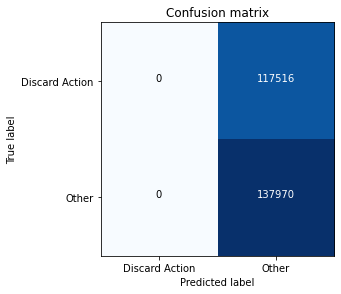 Confusion matrix
True label
Discard Action
0
117516
Other
0
137970
Discard Action
Other
Predicted label